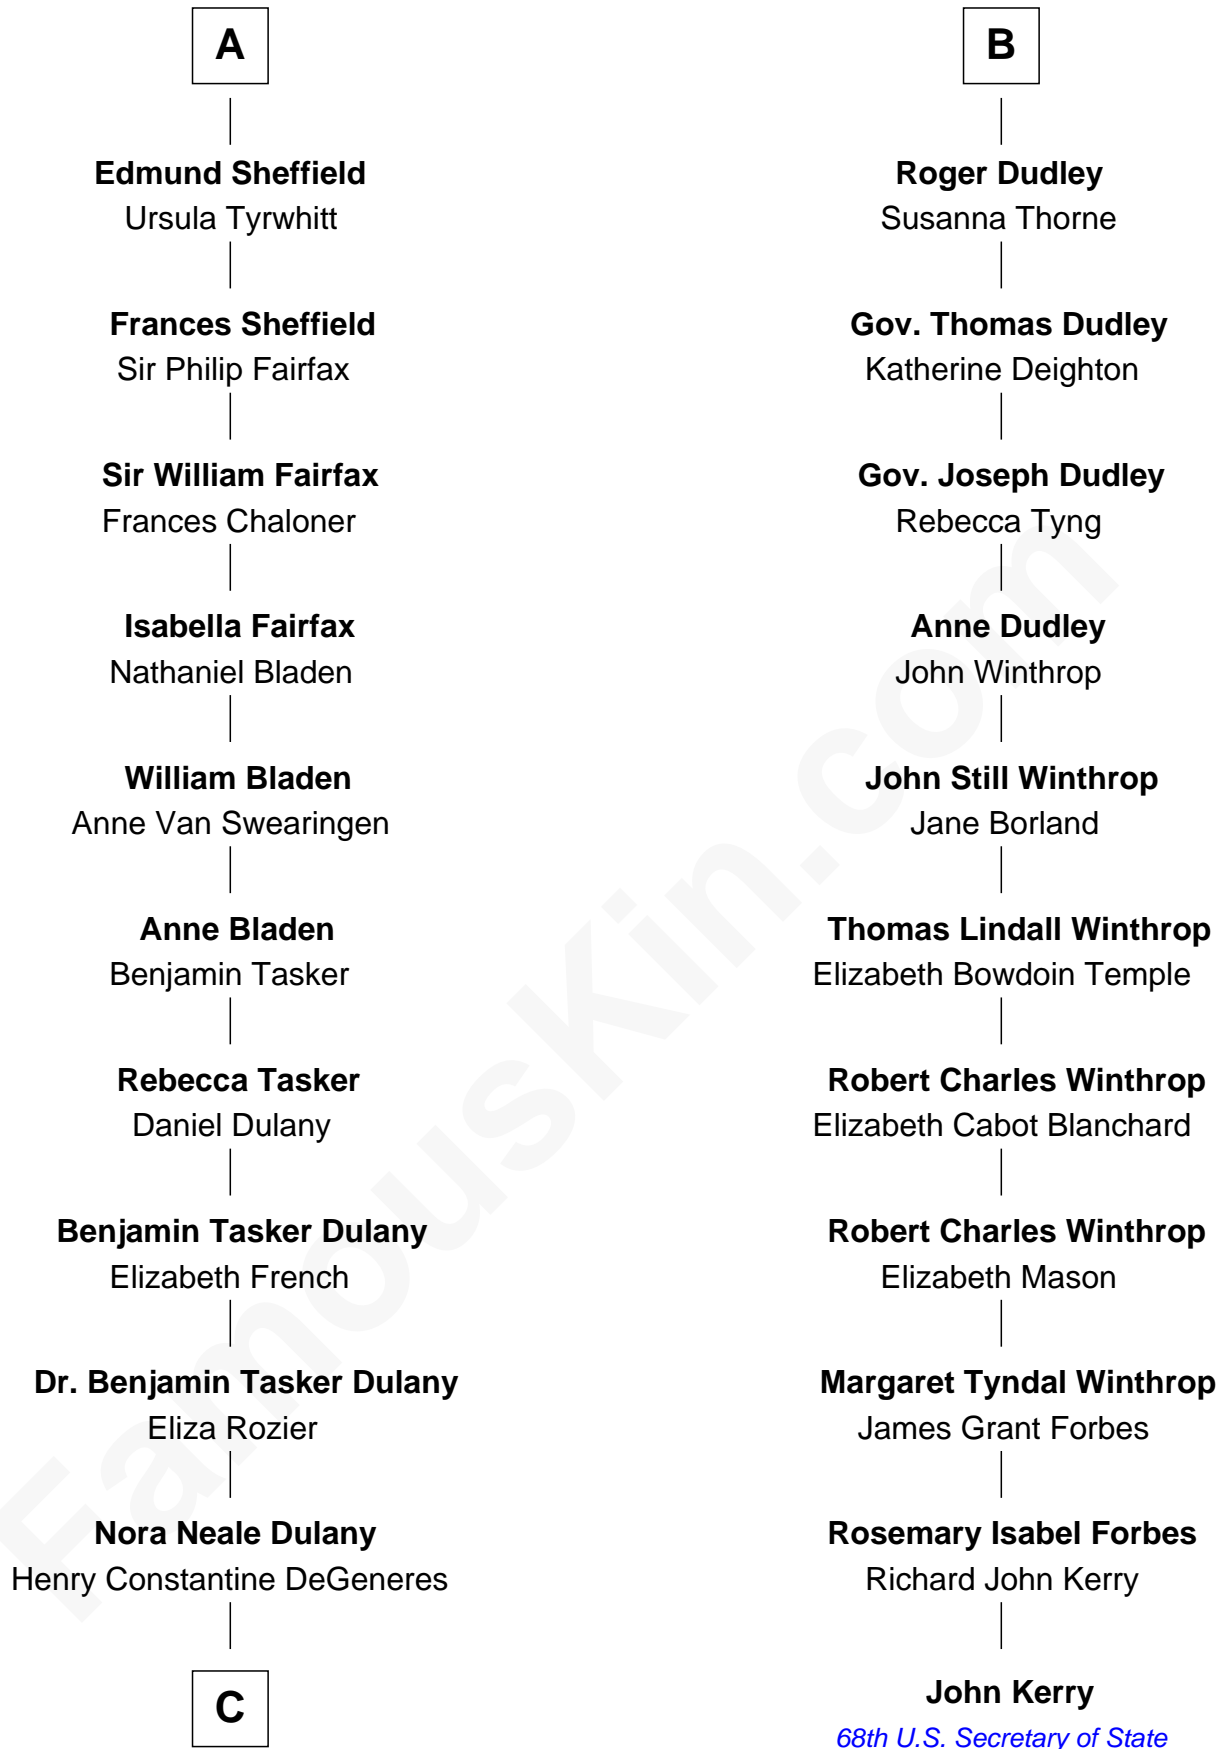 A
Edmund Sheffield
Ursula Tyrwhitt
Frances Sheffield
Sir Philip Fairfax
Sir William Fairfax
Frances Chaloner
Isabella Fairfax
Nathaniel Bladen
William Bladen
Anne Van Swearingen
Anne Bladen
Benjamin Tasker
Rebecca Tasker
Daniel Dulany
Benjamin Tasker Dulany
Elizabeth French
Dr. Benjamin Tasker Dulany
Eliza Rozier
Nora Neale Dulany
Henry Constantine DeGeneres
C
B
Roger Dudley
Susanna Thorne
Gov. Thomas Dudley
Katherine Deighton
Gov. Joseph Dudley
Rebecca Tyng
Anne Dudley
John Winthrop
John Still Winthrop
Jane Borland
Thomas Lindall Winthrop
Elizabeth Bowdoin Temple
Robert Charles Winthrop
Elizabeth Cabot Blanchard
Robert Charles Winthrop
Elizabeth Mason
Margaret Tyndal Winthrop
James Grant Forbes
Rosemary Isabel Forbes
Richard John Kerry
John Kerry
68th U.S. Secretary of State
FamousKin.com